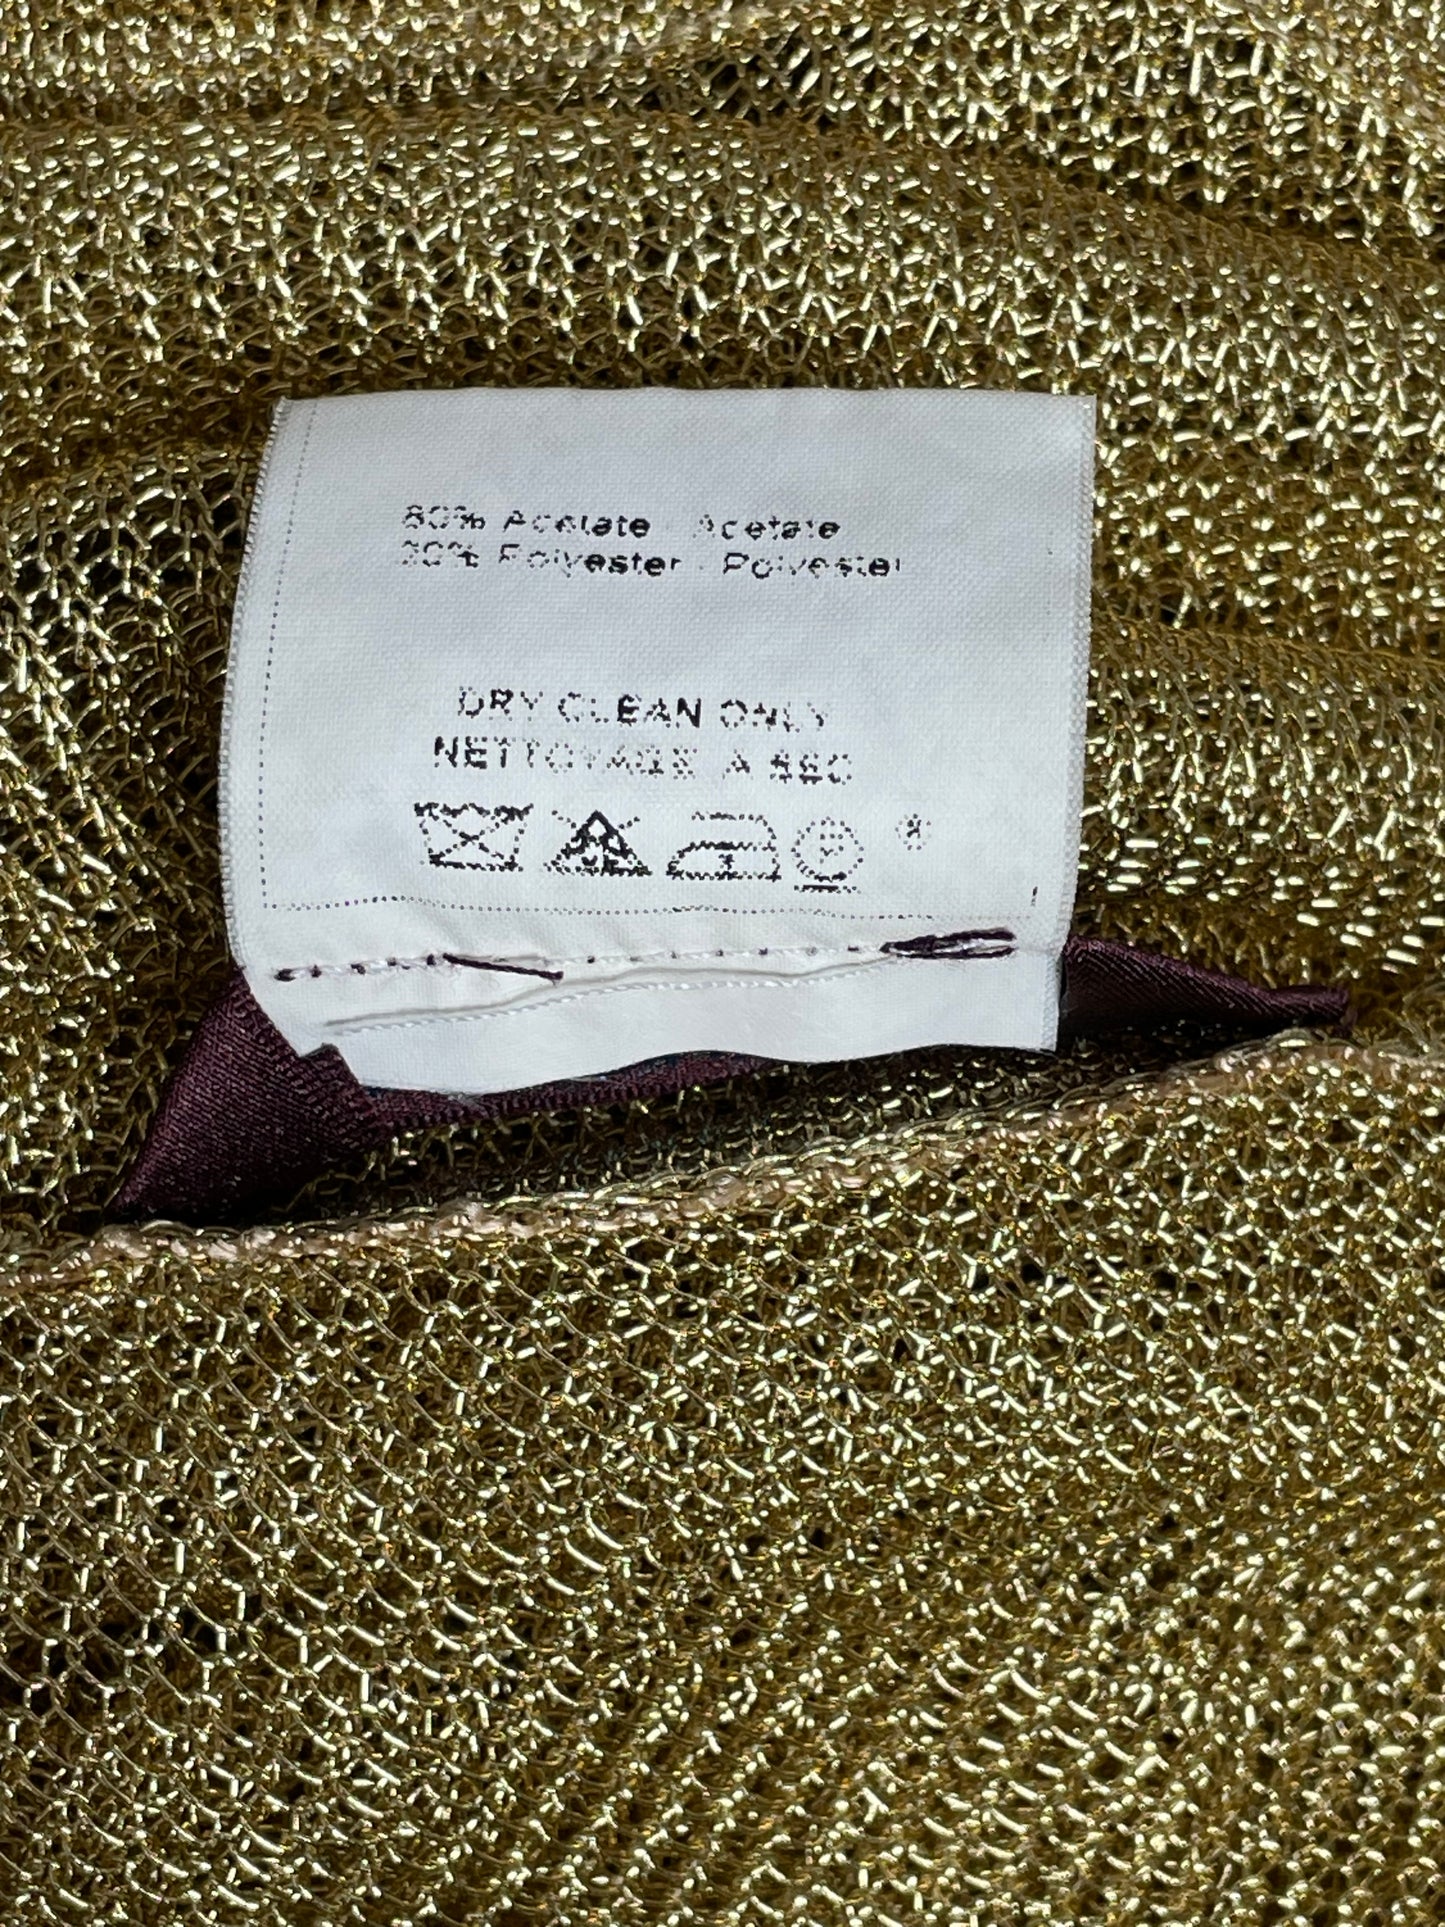 80% Acetate - Acetate
20% Polyester - Polyester
DRY CLEAN ONLY
NETTOYAGE A SEC
P
®